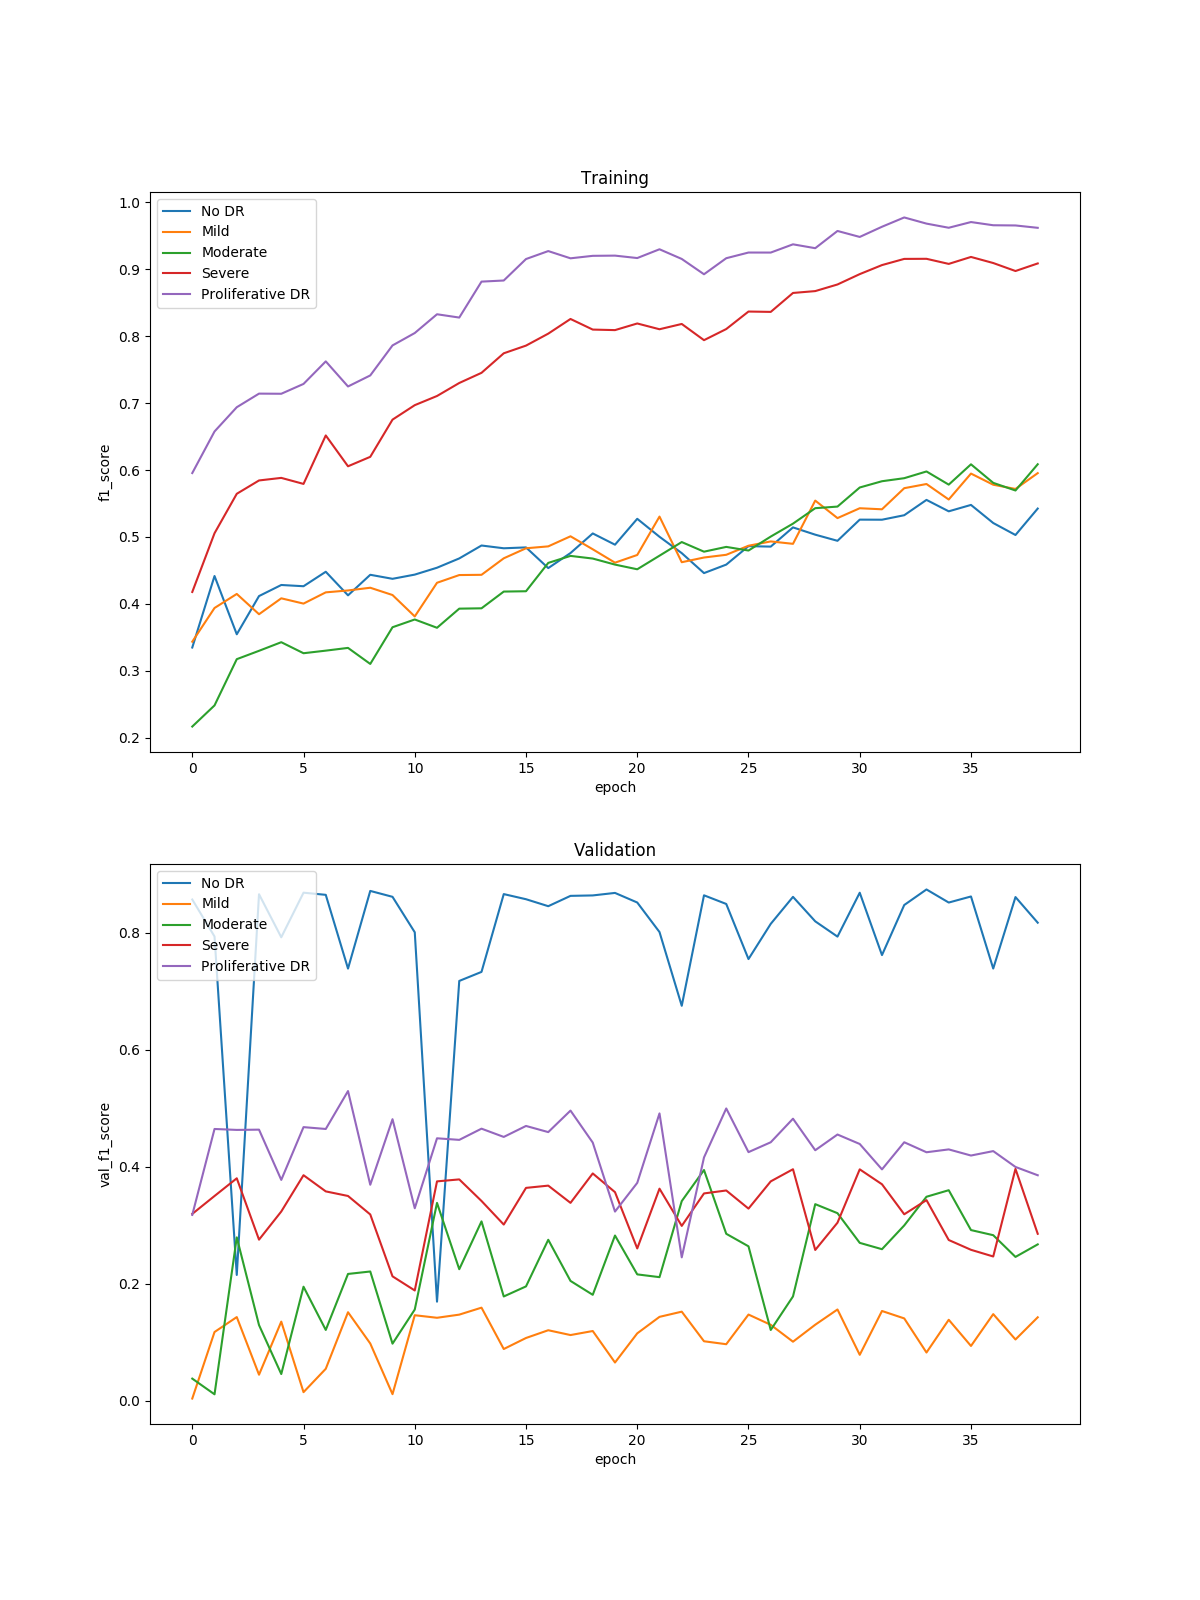 Training
No DR
Mild
Moderate
Severe
Proliferative DR
f1_score
1.0
0.9
0.8
0.7
0.6
0.5
0.4
0.3
0.2
0 5 10 15 20 25 30 35
epoch
Validation
No DR
Mild
Moderate
Severe
Proliferative DR
val_f1_score
0.8
0.6
0.4
0.2
0.0
0 5 10 15 20 25 30 35
epoch